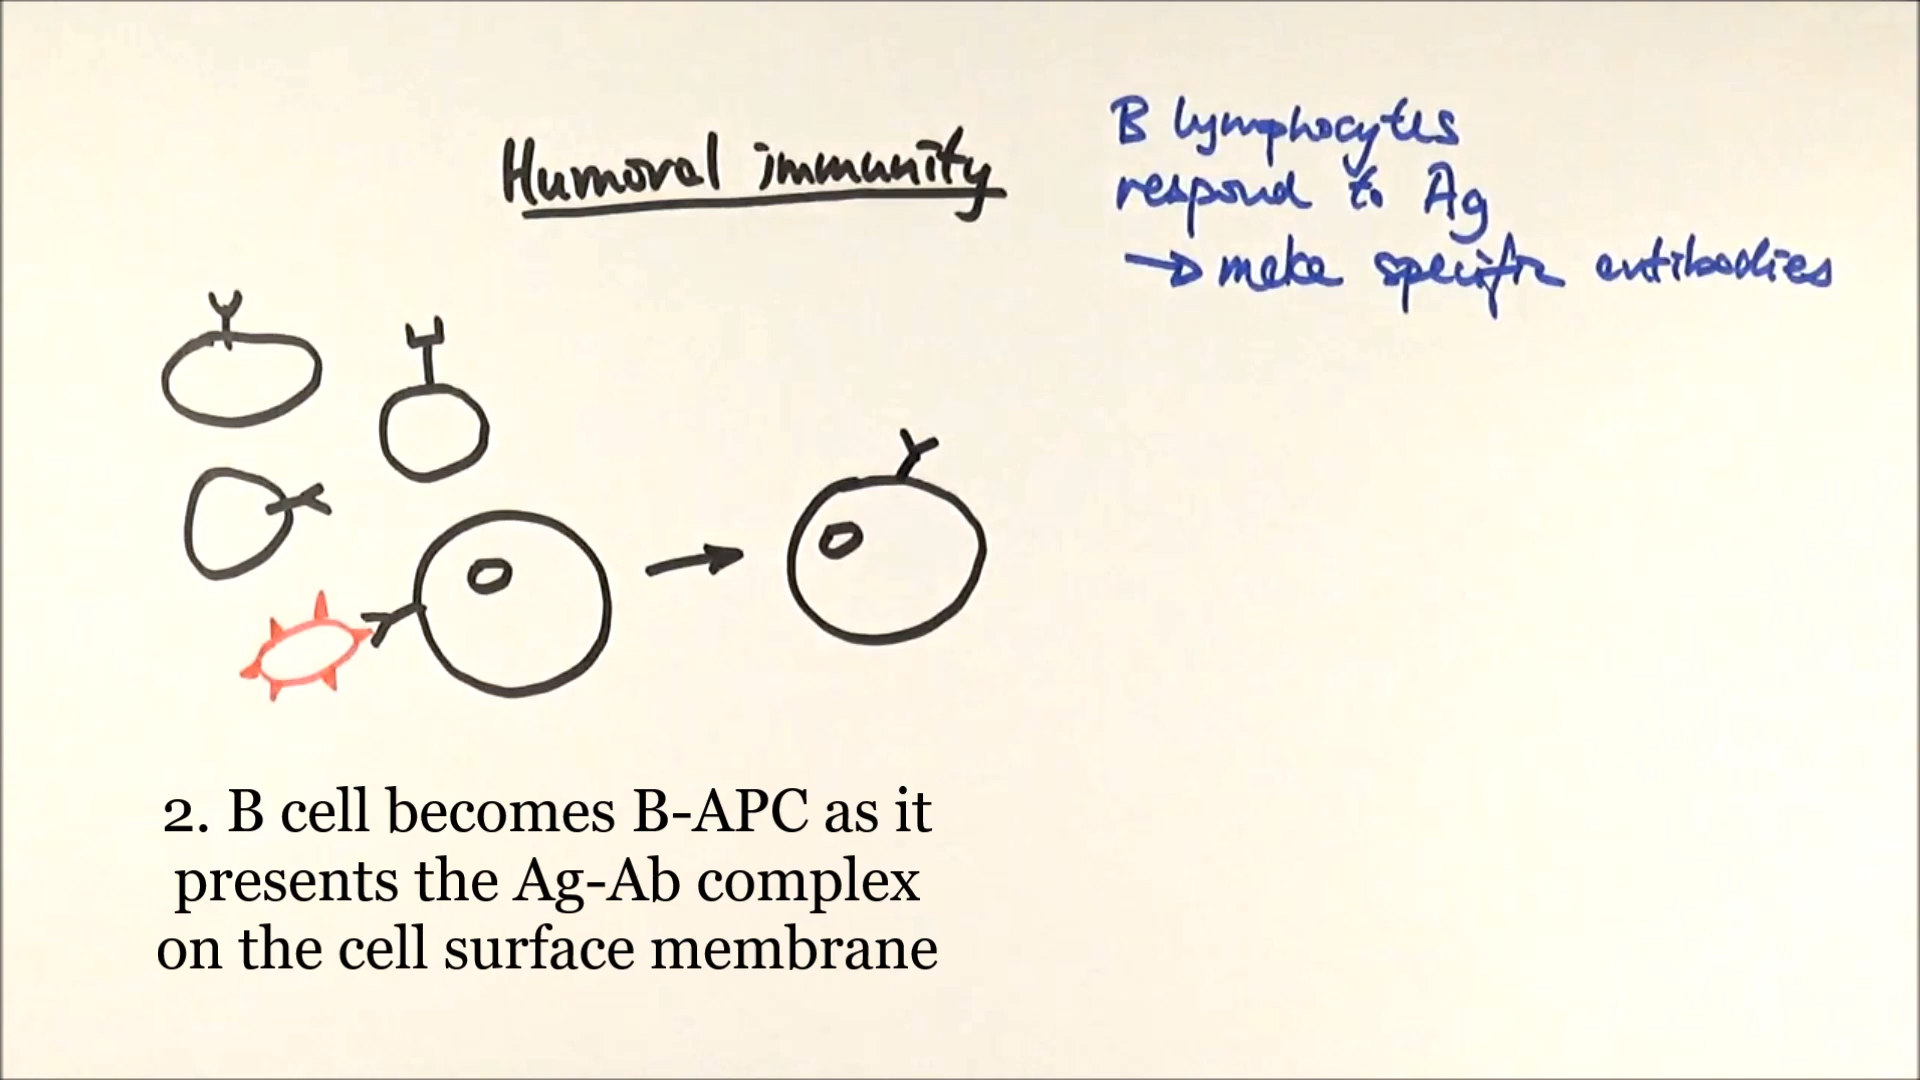 Humoral immunity
B lymphocytes
respond to Ag
→ make specific antibodies
2. B cell becomes B-APC as it
presents the Ag-Ab complex
on the cell surface membrane